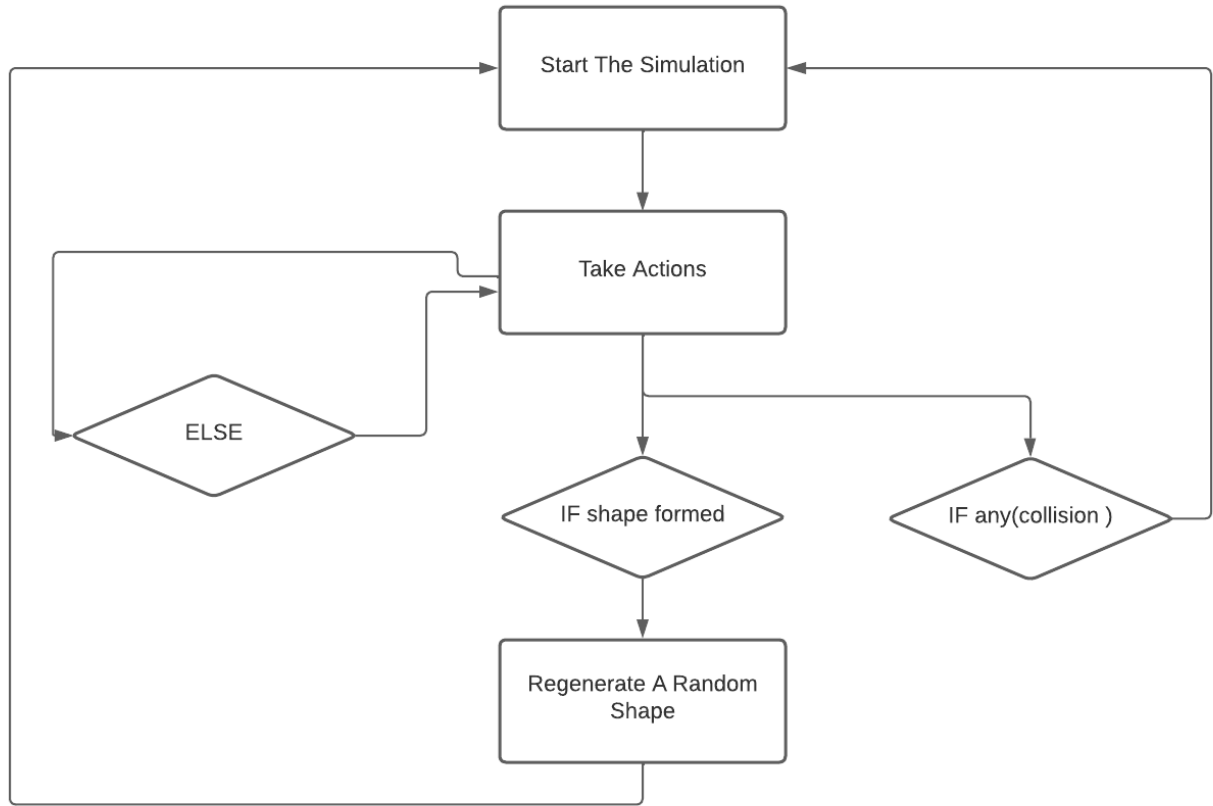 Start The Simulation
Take Actions
ELSE
IF shape formed
IF any(collision )
Regenerate A Random
Shape